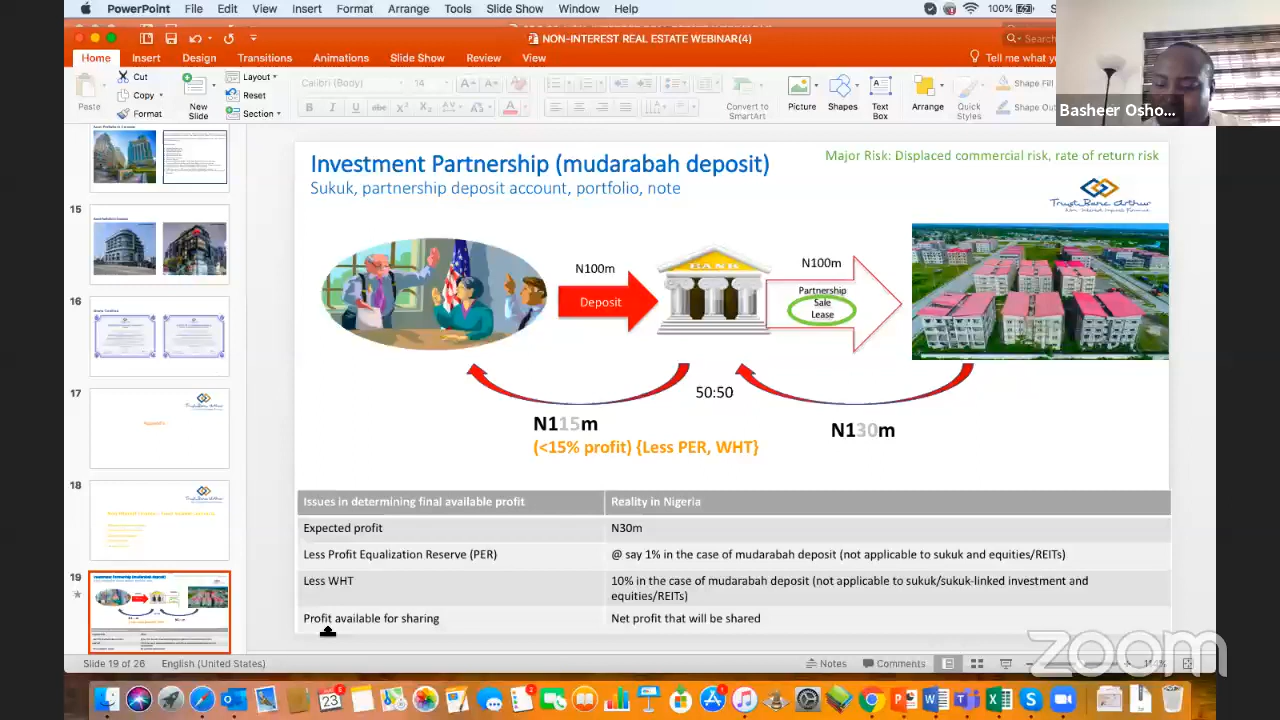 PowerPoint File Edit View Insert Format Arrange Tools Slide Show Window Help 100%
NON-INTEREST REAL ESTATE WEBINAR(4)
Search
Home Insert Design Transitions Animations Slide Show Review View Tell me
Paste
Cut
Copy
Format
New
Slide
Layout
Reset
Section
Calibri (Body) 14
Convert to
SmartArt
Picture
Shapes
Text
Box
Arrange
Quick
Styles
Shape Fill
Basheer Osho...
15
16
17
18
19
Investment Partnership (mudarabah deposit)
Major Risk: Displaced commercial risk, rate of return risk
Sukuk, partnership deposit account, portfolio, note
TrustBanc Arthur
N100m
Deposit
BANK
N100m
Partnership
Sale
Lease
50:50
N115m
(<15% profit) {Less PER, WHT}
N130m
Issues in determining final available profit Reality in Nigeria
Expected profit N30m
Less Profit Equalization Reserve (PER) @ say 1% in the case of mudarabah deposit (not applicable to sukuk and equities/REITs)
Less WHT 10% in the case of mudarabah deposit (not applicable to sukuk/sukuk-linked investment and
equities/REITs)
Profit available for sharing Net profit that will be shared
zoom
Slide 19 of 26 English (United States) Notes Comments
23